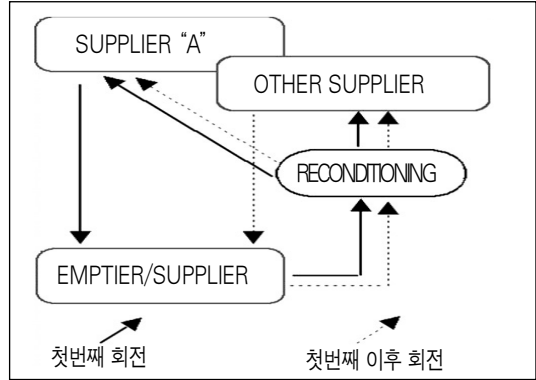 SUPPLIER “A”
OTHER SUPPLIER
RECONDITIONING
EMPTIER/SUPPLIER
첫번째 회전
첫번째 이후 회전